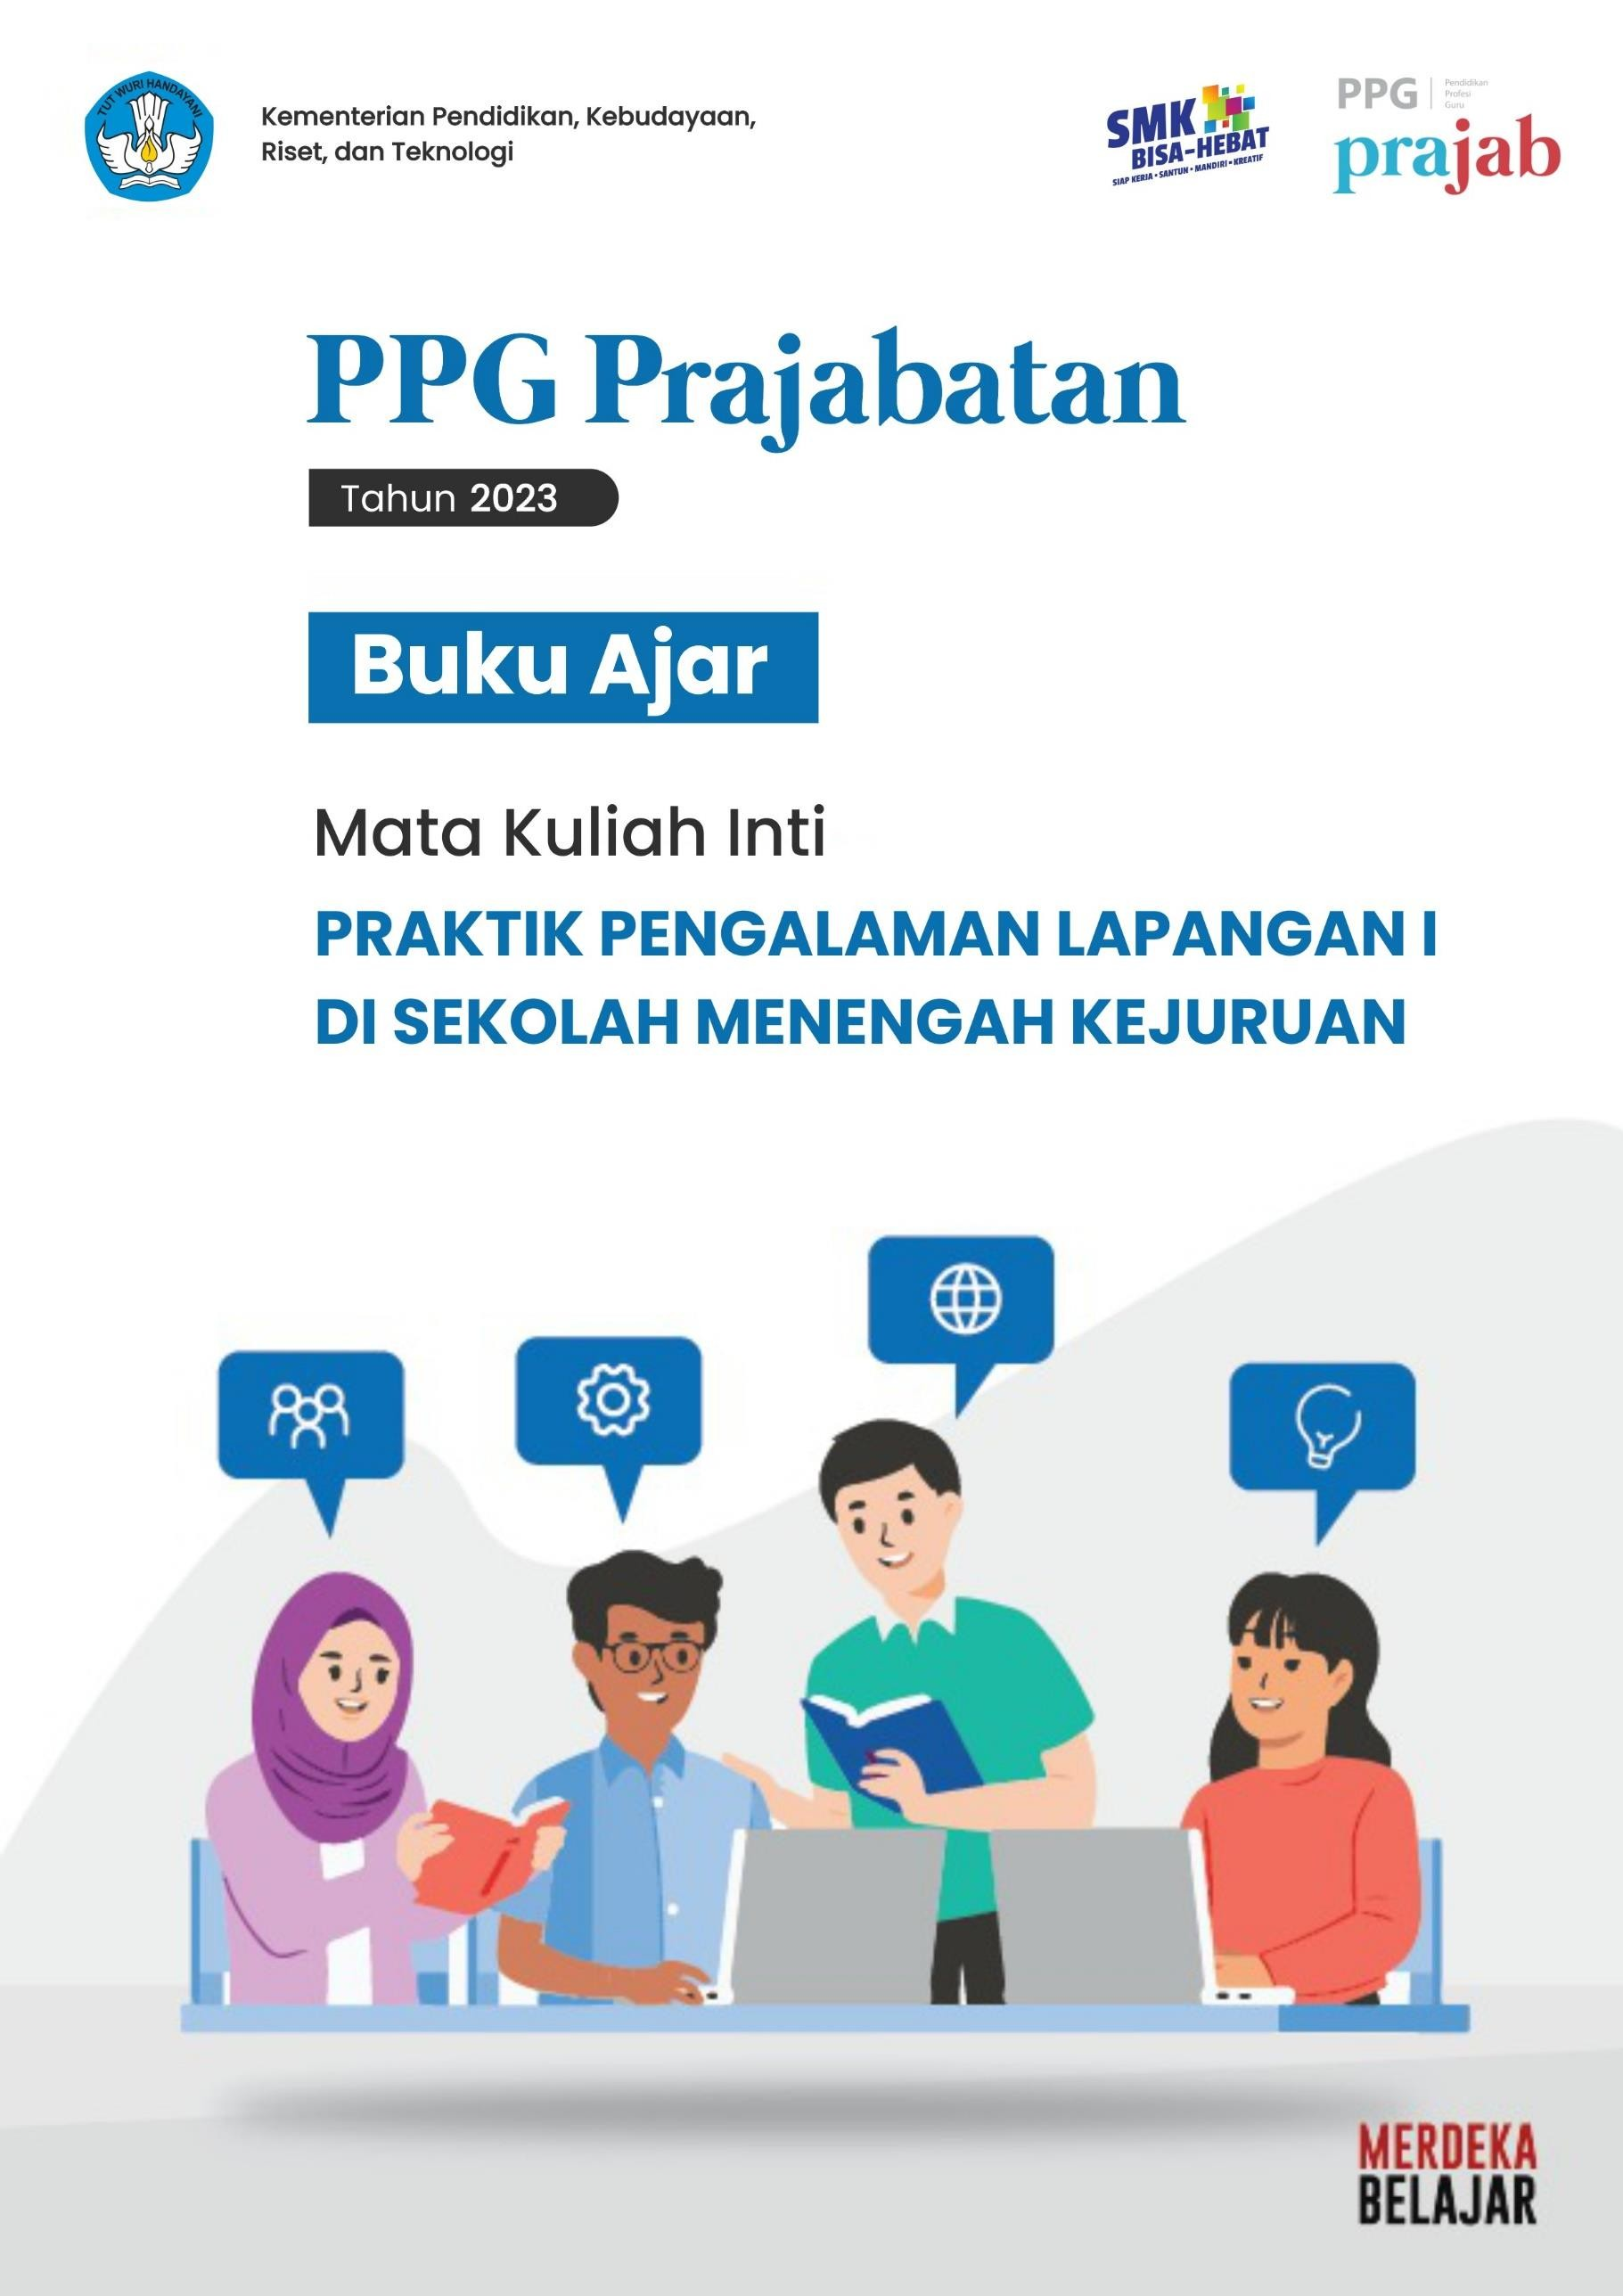 TUT WURI HANDAYANI
Kementerian Pendidikan, Kebudayaan,
Riset, dan Teknologi
SMK
BISA-HEBAT
SIAP KERJA • SANTUN • MANDIRI • KREATIF
PPG
Pendidikan
Profesi
Guru
prajab
PPG Prajabatan
Tahun 2023
Buku Ajar
Mata Kuliah Inti
PRAKTIK PENGALAMAN LAPANGAN I
DI SEKOLAH MENENGAH KEJURUAN
MERDEKA
BELAJAR